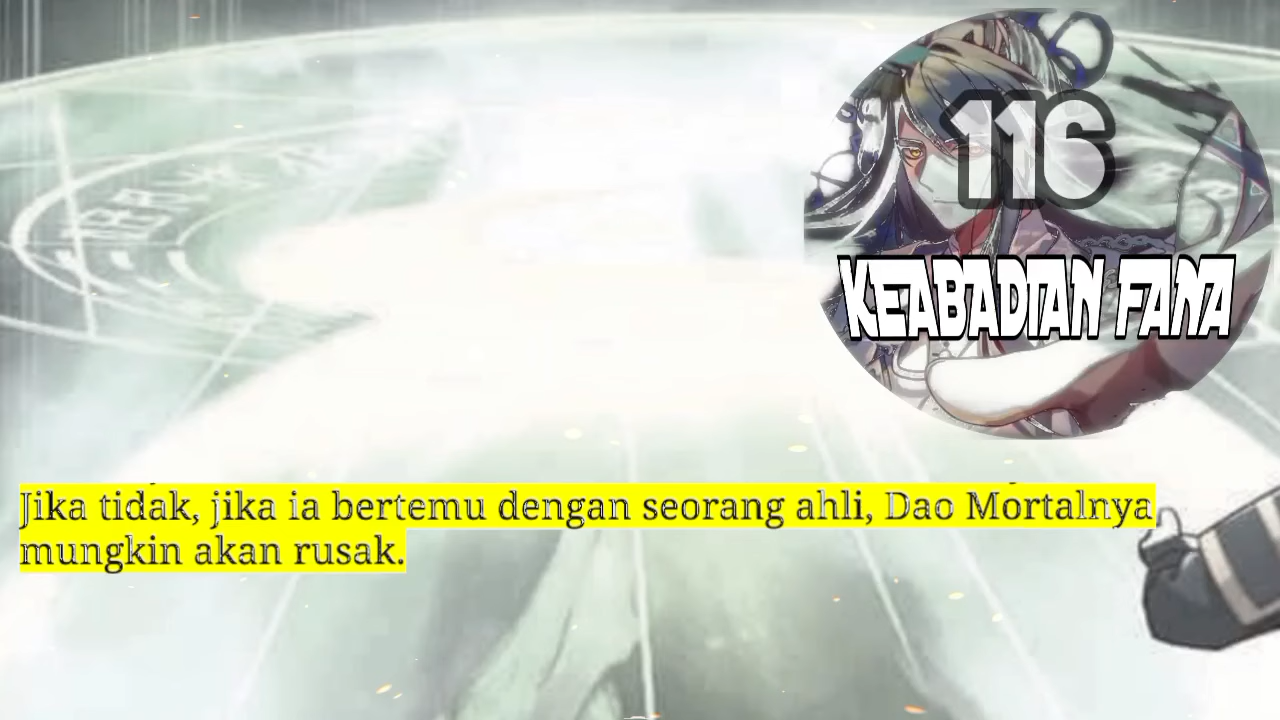 116
KEABADIAN FANA
Jika tidak, jika ia bertemu dengan seorang ahli, Dao Mortalnya
mungkin akan rusak.